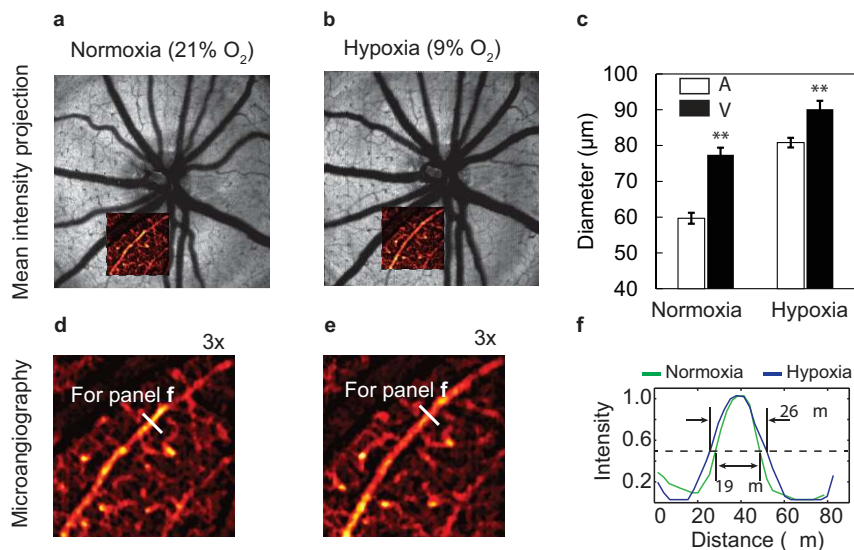 a
Normoxia (21% O₂)
b
Hypoxia (9% O₂)
c
Mean intensity projection
Diameter (µm)
100
90
80
70
60
50
40
A
V
**
**
Normoxia
Hypoxia
d
3x
For panel f
e
3x
For panel f
Microangiography
f
Normoxia
Hypoxia
Intensity
1.0
0.6
0.2
26 m
19 m
0
20
40
60
80
Distance ( m)